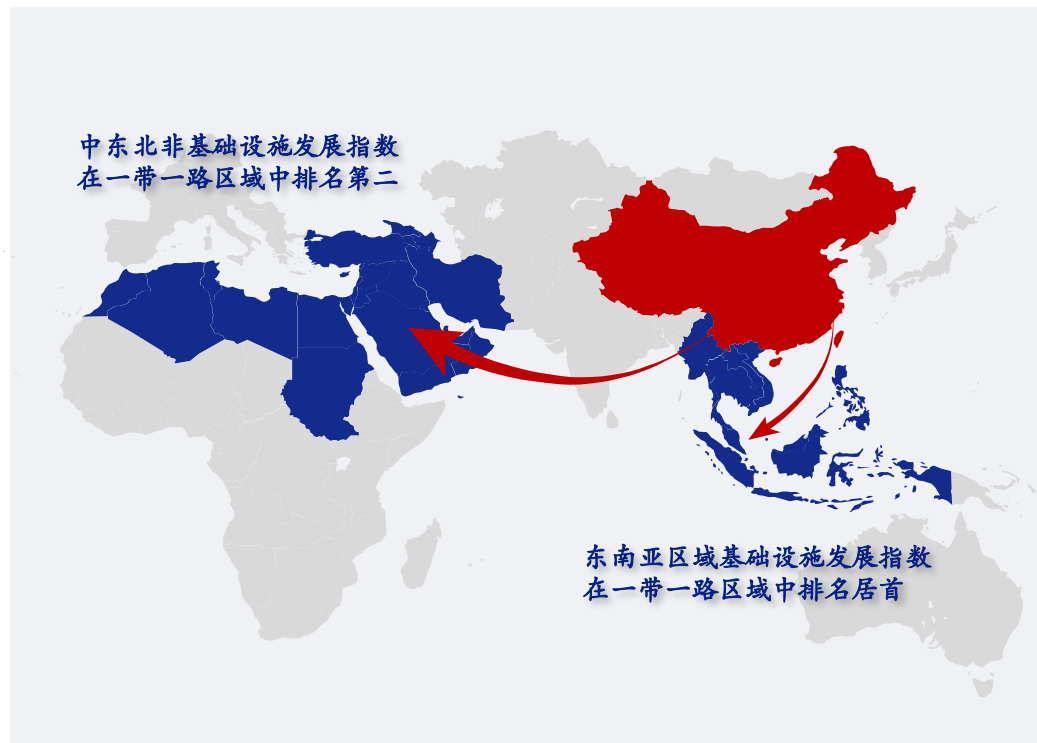 中东北非基础设施发展指数
在一带一路区域中排名第二
东南亚区域基础设施发展指数
在一带一路区域中排名居首